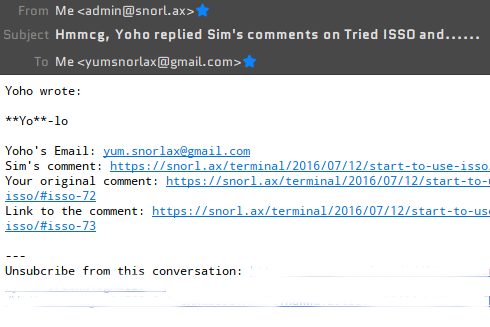 From Me <admin@snorl.ax>
Subject Hmmcg, Yoho replied Sim's comments on Tried ISSO and......
To Me <yumsnorlax@gmail.com>
Yoho wrote:
**Yo**-lo
Yoho's Email: yum.snorlax@gmail.com
Sim's comment: https://snorl.ax/terminal/2016/07/12/start-to-use-isso
Your original comment: https://snorl.ax/terminal/2016/07/12/start-to-u
isso/#isso-72
Link to the comment: https://snorl.ax/terminal/2016/07/12/start-to-use
isso/#isso-73
---
Unsubcribe from this conversation: